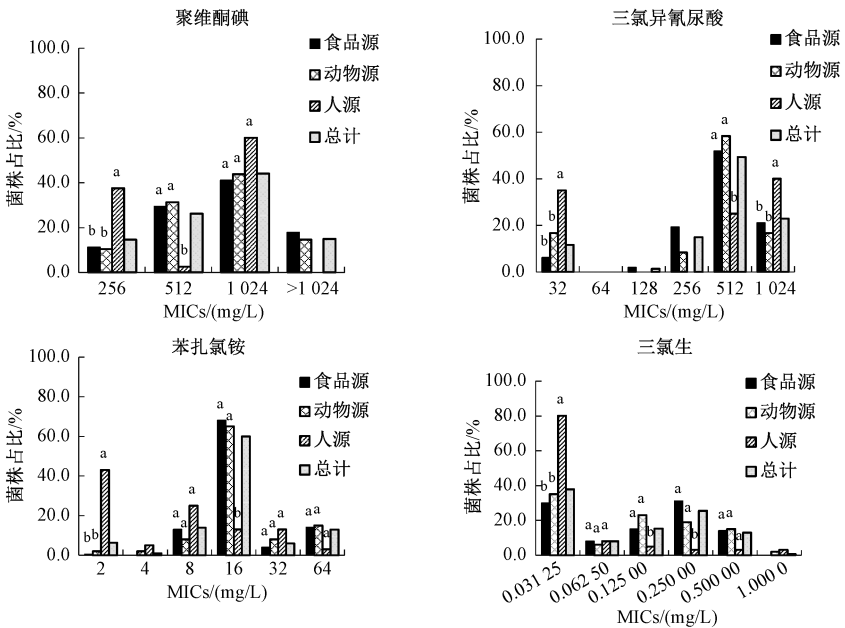 聚维酮碘
100.0
80.0
60.0
40.0
20.0
0.0
菌株占比/%
食品源
动物源
人源
总计
b b a
a a b
a a a
256 512 1 024 >1 024
MICs/(mg/L)
三氯异氰尿酸
100.0
80.0
60.0
40.0
20.0
0.0
菌株占比/%
食品源
动物源
人源
总计
b b a
a a b
b b a
32 64 128 256 512 1 024
MICs/(mg/L)
苯扎氯铵
100.0
80.0
60.0
40.0
20.0
0.0
菌株占比/%
食品源
动物源
人源
总计
b b a
a a a
a a b
a a a
a a a
2 4 8 16 32 64
MICs/(mg/L)
三氯生
100.0
80.0
60.0
40.0
20.0
0.0
菌株占比/%
食品源
动物源
人源
总计
b b a
a a a
a a b
a a b
a a a
0.031 25 0.062 50 0.125 00 0.250 00 0.500 00 1.000 0
MICs/(mg/L)